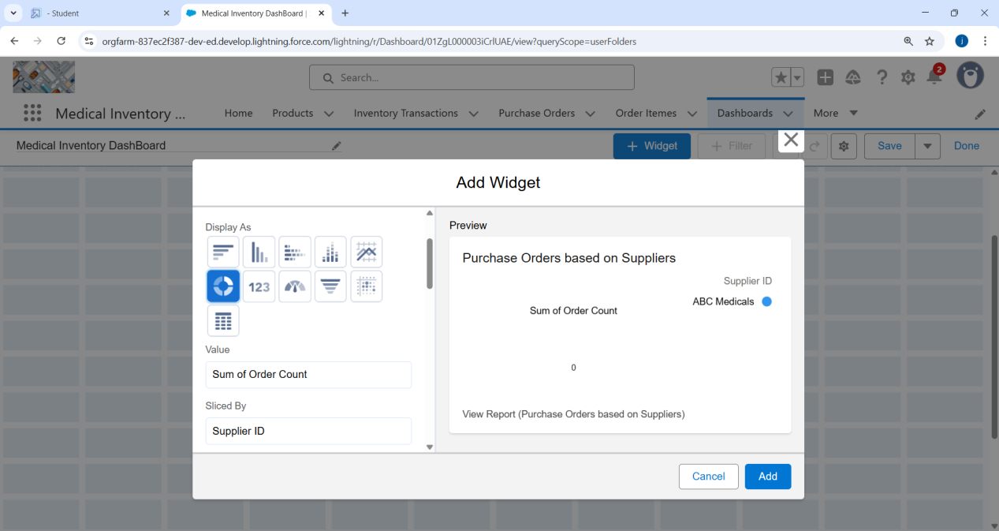 - Student
Medical Inventory DashBoard |
orgfarm-837ec2f387-dev-ed.develop.lightning.force.com/lightning/r/Dashboard/01ZgL000003iCrlUAE/view?queryScope=userFolders
i
Search...
2
Medical Inventory ...
Home
Products
Inventory Transactions
Purchase Orders
Order Itemes
Dashboards
More
Medical Inventory DashBoard
+ Widget
+ Filter
Save
Done
Add Widget
Display As
123
Value
Sum of Order Count
Sliced By
Supplier ID
Preview
Purchase Orders based on Suppliers
Supplier ID
ABC Medicals
Sum of Order Count
0
View Report (Purchase Orders based on Suppliers)
Cancel
Add